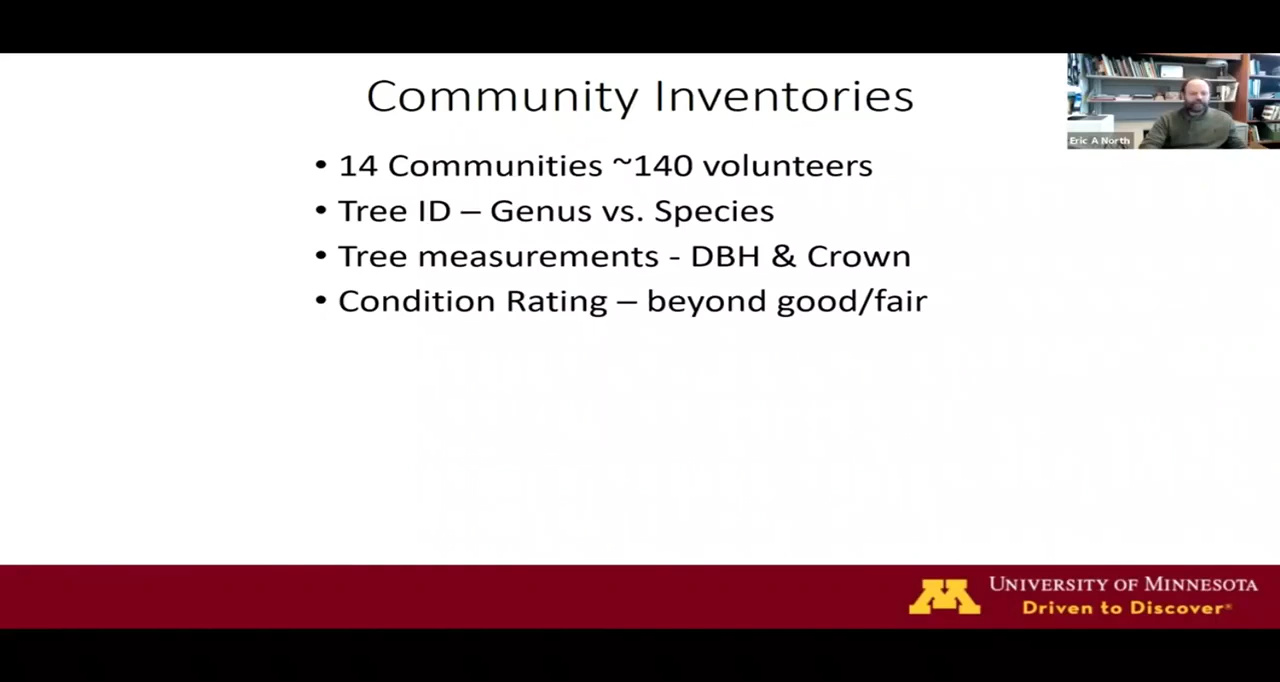 Community Inventories
Eric A North
• 14 Communities ~140 volunteers
• Tree ID – Genus vs. Species
• Tree measurements - DBH & Crown
• Condition Rating – beyond good/fair
M
UNIVERSITY OF MINNESOTA
Driven to Discover®